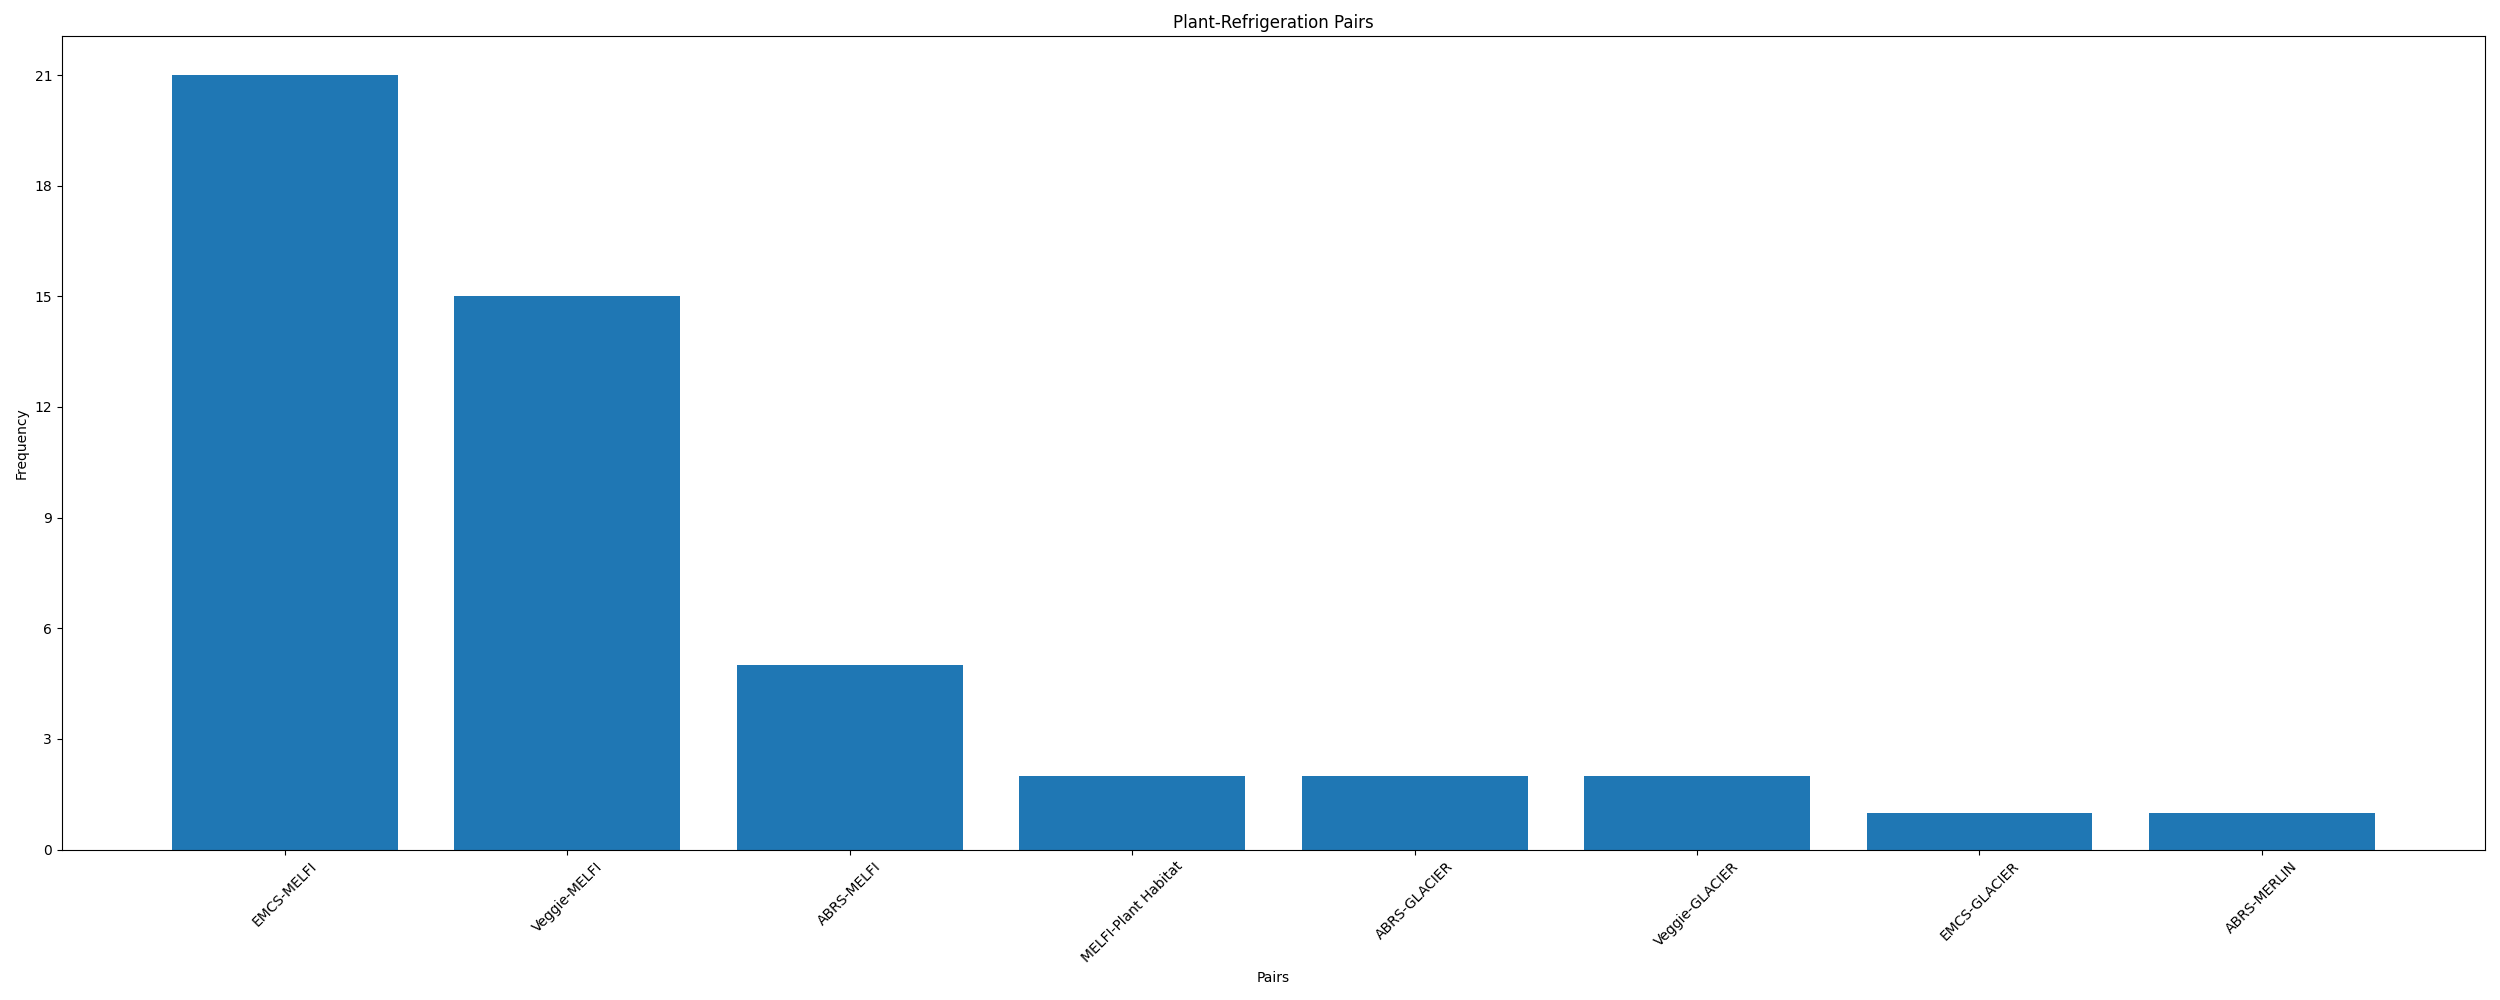 Plant-Refrigeration Pairs
Frequency
21
18
15
12
9
6
3
0
EMCS-MELFI
Veggie-MELFI
ABRS-MELFI
MELFI-Plant Habitat
ABRS-GLACIER
Veggie-GLACIER
EMCS-GLACIER
ABRS-MERLIN
Pairs